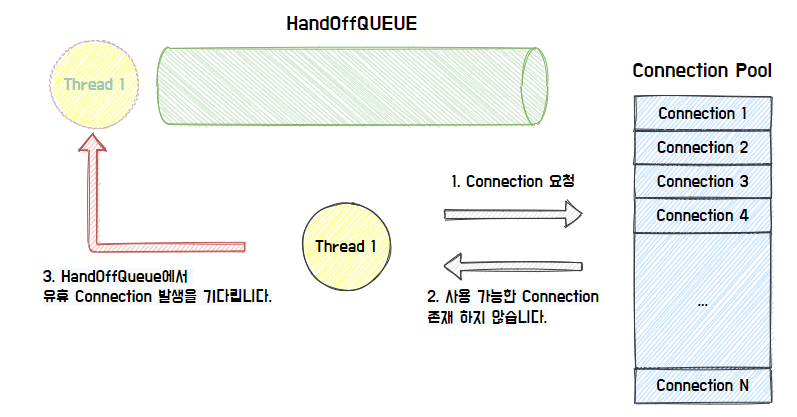 HandOffQUEUE
Thread 1
Connection Pool
Connection 1
Connection 2
Connection 3
Connection 4
...
Connection N
1. Connection 요청
Thread 1
2. 사용 가능한 Connection
존재 하지 않습니다.
3. HandOffQueue에서
유휴 Connection 발생을 기다립니다.